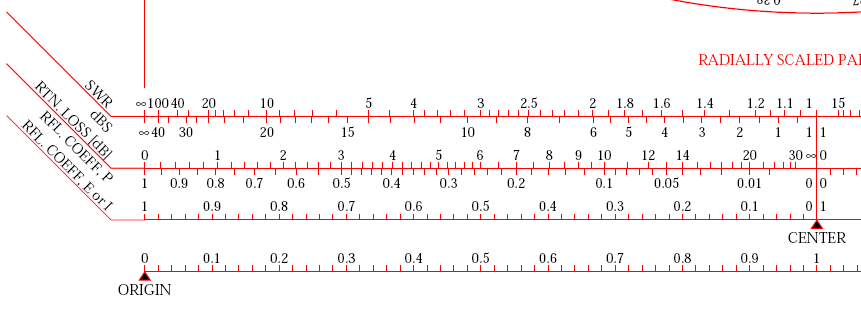 RADIALLY SCALED PA
SWR
∞ 100 40 20 10 5 4 3 2.5 2 1.8 1.6 1.4 1.2 1.1 1 15
dBS
∞ 40 30 20 15 10 8 6 5 4 3 2 1 1 1
RTN. LOSS [dB]
0 1 2 3 4 5 6 7 8 9 10 12 14 20 30 ∞ 0
RFL. COEFF, P
1 0.9 0.8 0.7 0.6 0.5 0.4 0.3 0.2 0.1 0.05 0.01 0 0
RFL. COEFF, E or I
1 0.9 0.8 0.7 0.6 0.5 0.4 0.3 0.2 0.1 0 1
CENTER
0 0.1 0.2 0.3 0.4 0.5 0.6 0.7 0.8 0.9 1
ORIGIN